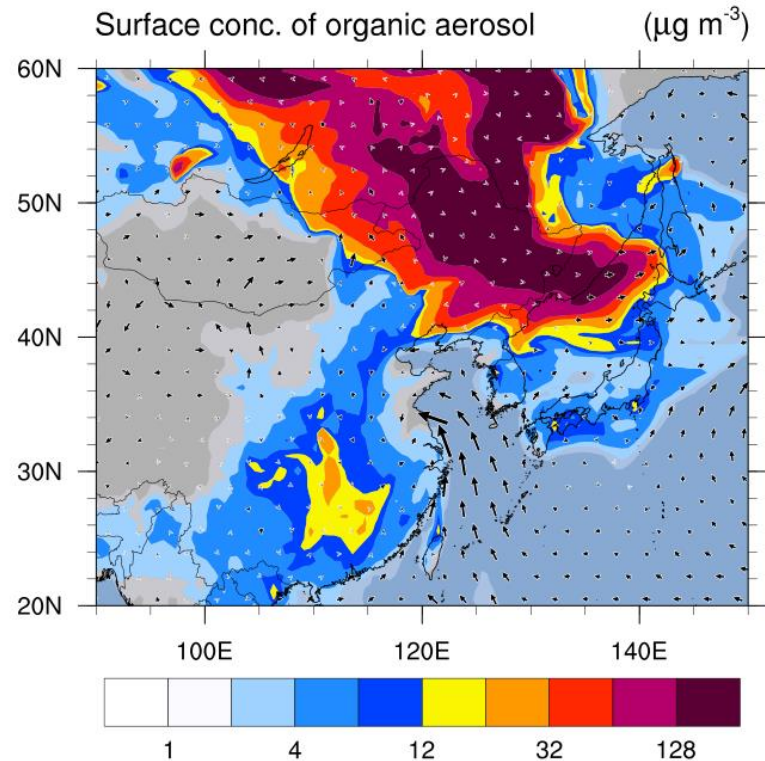 Surface conc. of organic aerosol (μg m-3)
60N
50N
40N
30N
20N
100E 120E 140E
1 4 12 32 128